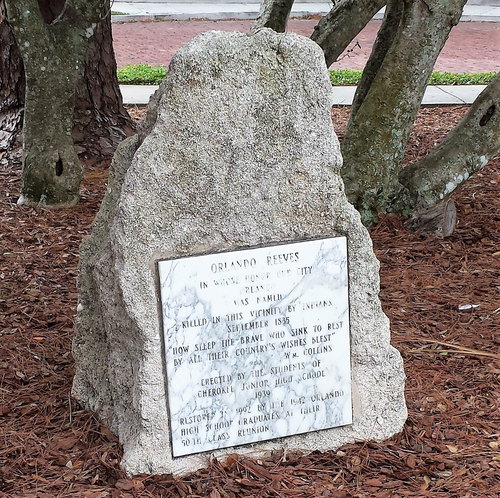 ORLANDO REEVES
IN WHOSE HONOR OUR CITY
ORLANDO
WAS NAMED
KILLED IN THIS VICINITY BY INDIANS
SEPTEMBER 1835
"HOW SLEEP THE BRAVE WHO SINK TO REST
BY ALL THEIR COUNTRY'S WISHES BLEST"
WM. COLLINS
ERECTED BY THE STUDENTS OF
CHEROKEE JUNIOR HIGH SCHOOL
1939
RESTORED IN 1992 BY THE 1942 ORLANDO
HIGH SCHOOL GRADUATES AT THEIR
50TH CLASS REUNION